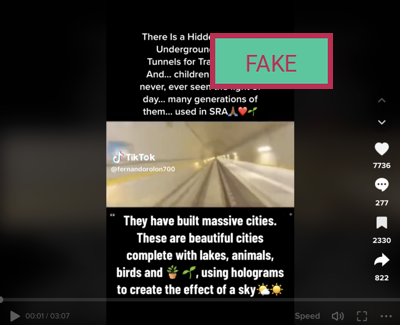 There Is a Hidde
Underground
Tunnels for Tra
And... children
never, ever seen the light of
day... many generations of
them... used in SRA🙏🏽❤️🌱
FAKE
TikTok
@fernandorolon700
They have built massive cities.
These are beautiful cities
complete with lakes, animals,
birds and 🪴 🌱, using holograms
to create the effect of a sky🌤️☀️
7736
277
2330
822
00:01 / 03:07
Speed